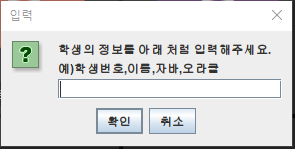 입력
학생의 정보를 아래 처럼 입력해주세요.
예)학생번호,이름,자바,오라클
확인
취소